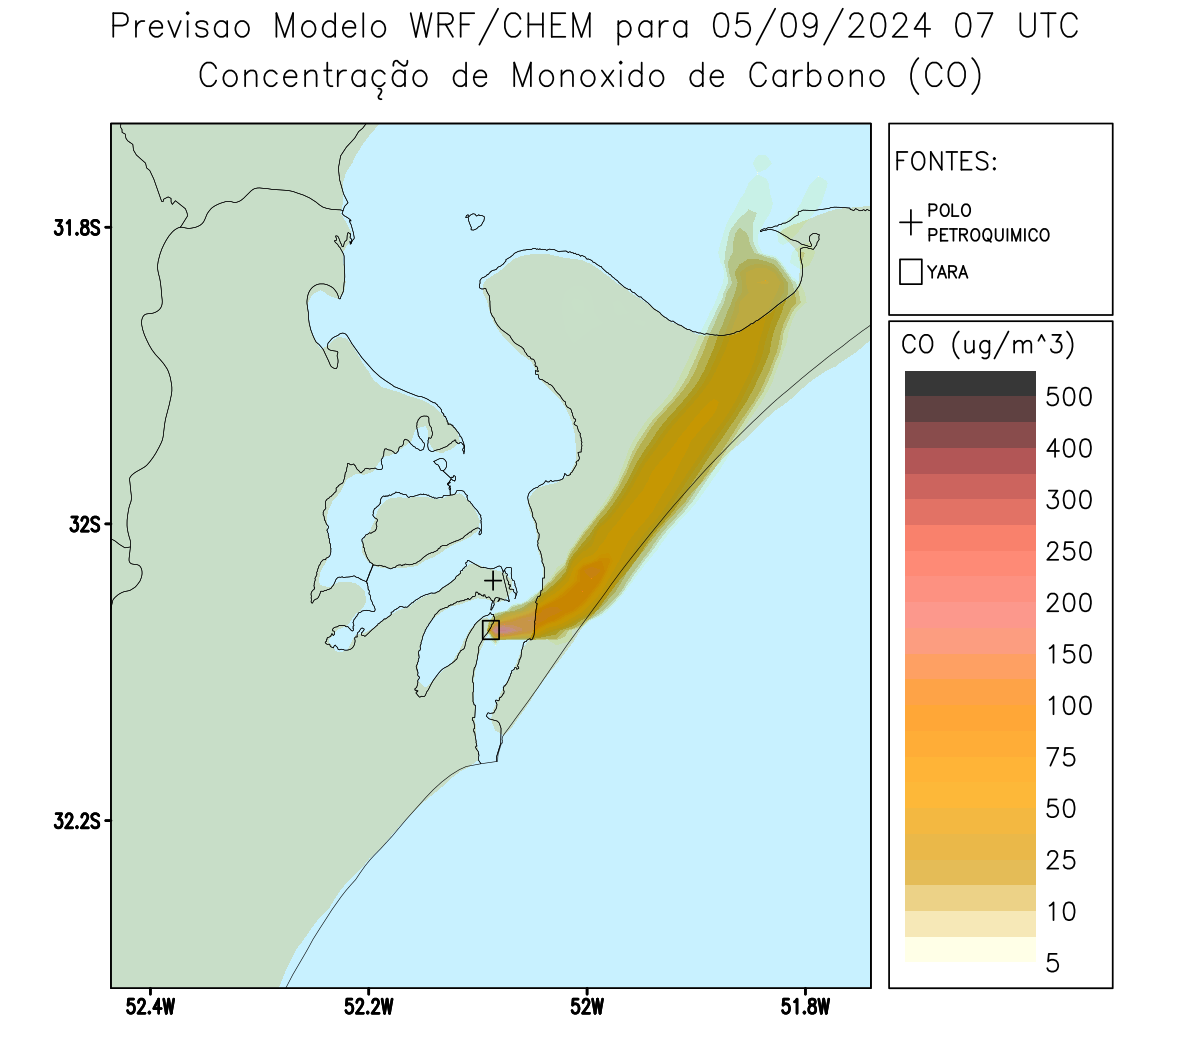 Previsao Modelo WRF/CHEM para 05/09/2024 07 UTC
Concentração de Monoxido de Carbono (CO)
FONTES:
POLO
PETROQUIMICO
YARA
CO (ug/m^3)
500
400
300
250
200
150
100
75
50
25
10
5
31.8S
32S
32.2S
52.4W
52.2W
52W
51.8W